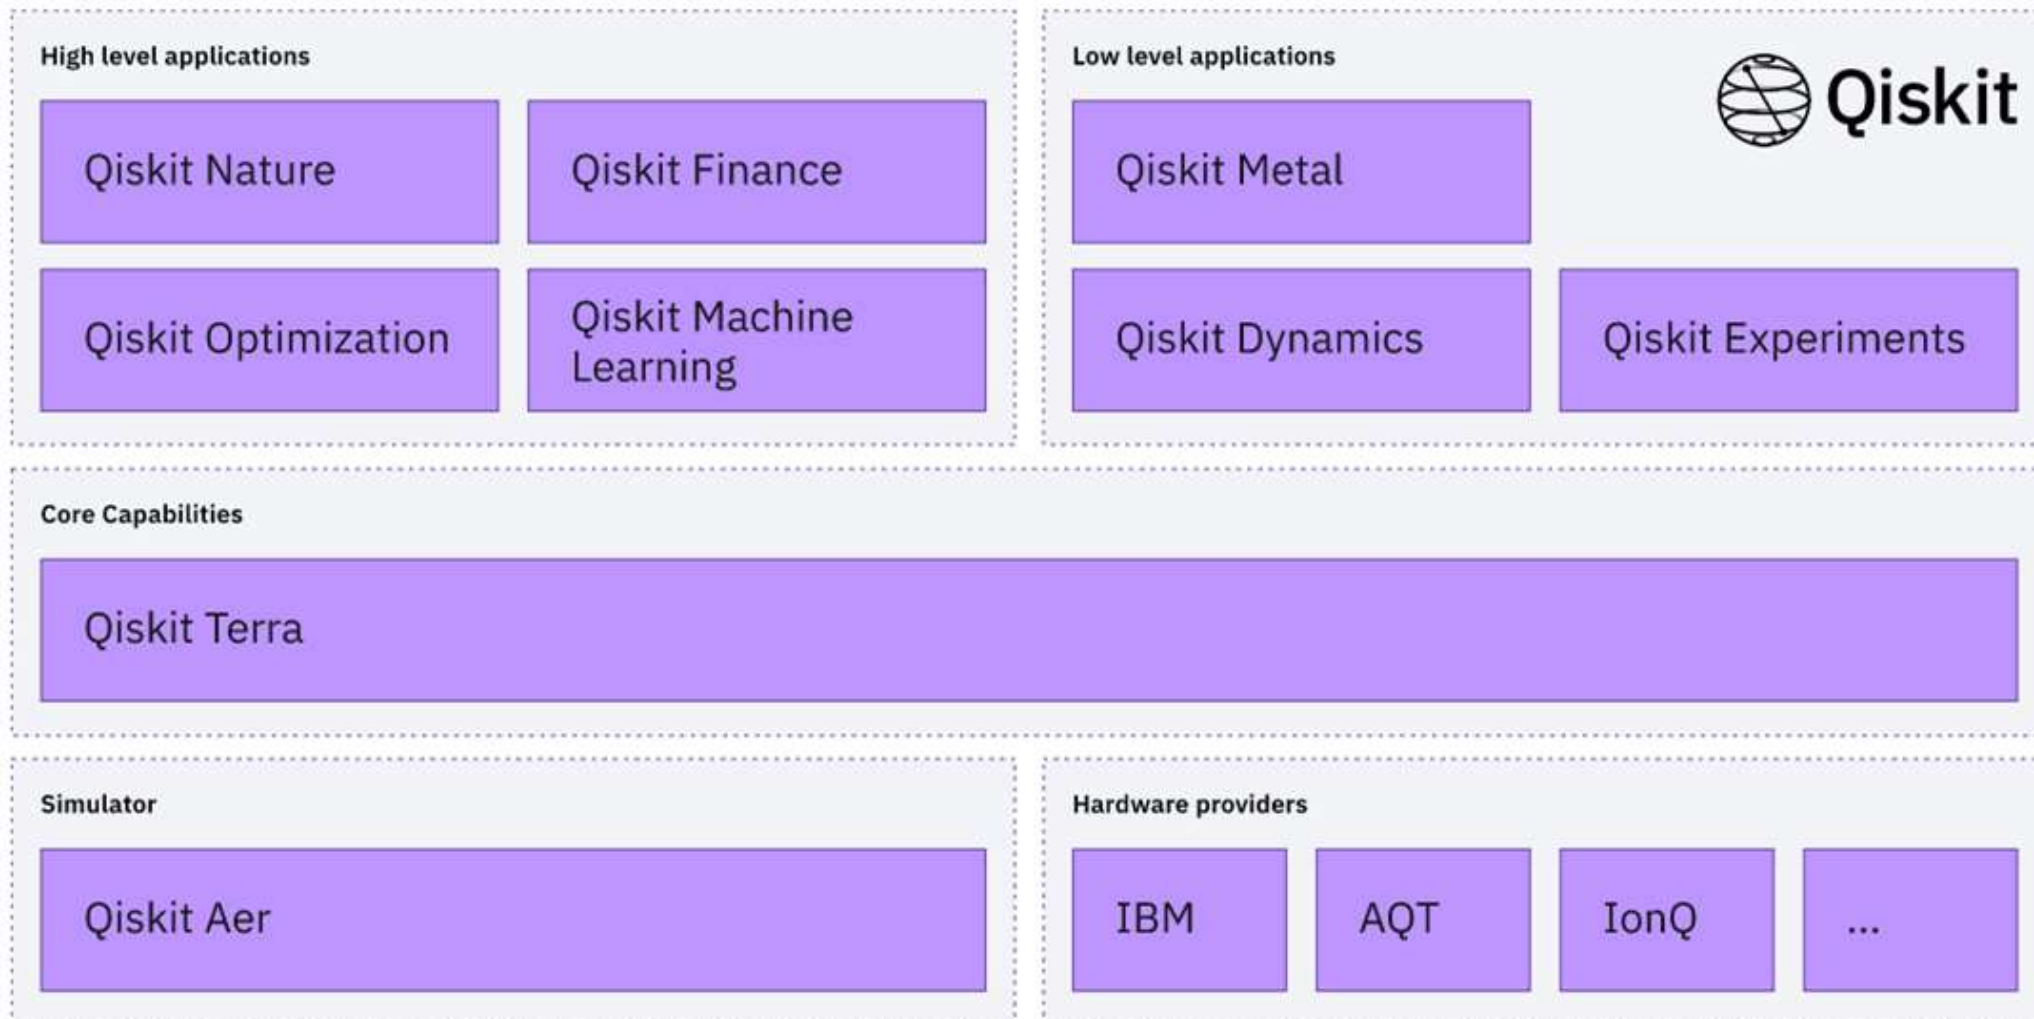 High level applications
Qiskit Nature
Qiskit Finance
Qiskit Optimization
Qiskit Machine
Learning
Low level applications
Qiskit
Qiskit Metal
Qiskit Dynamics
Qiskit Experiments
Core Capabilities
Qiskit Terra
Simulator
Qiskit Aer
Hardware providers
IBM
AQT
IonQ
...